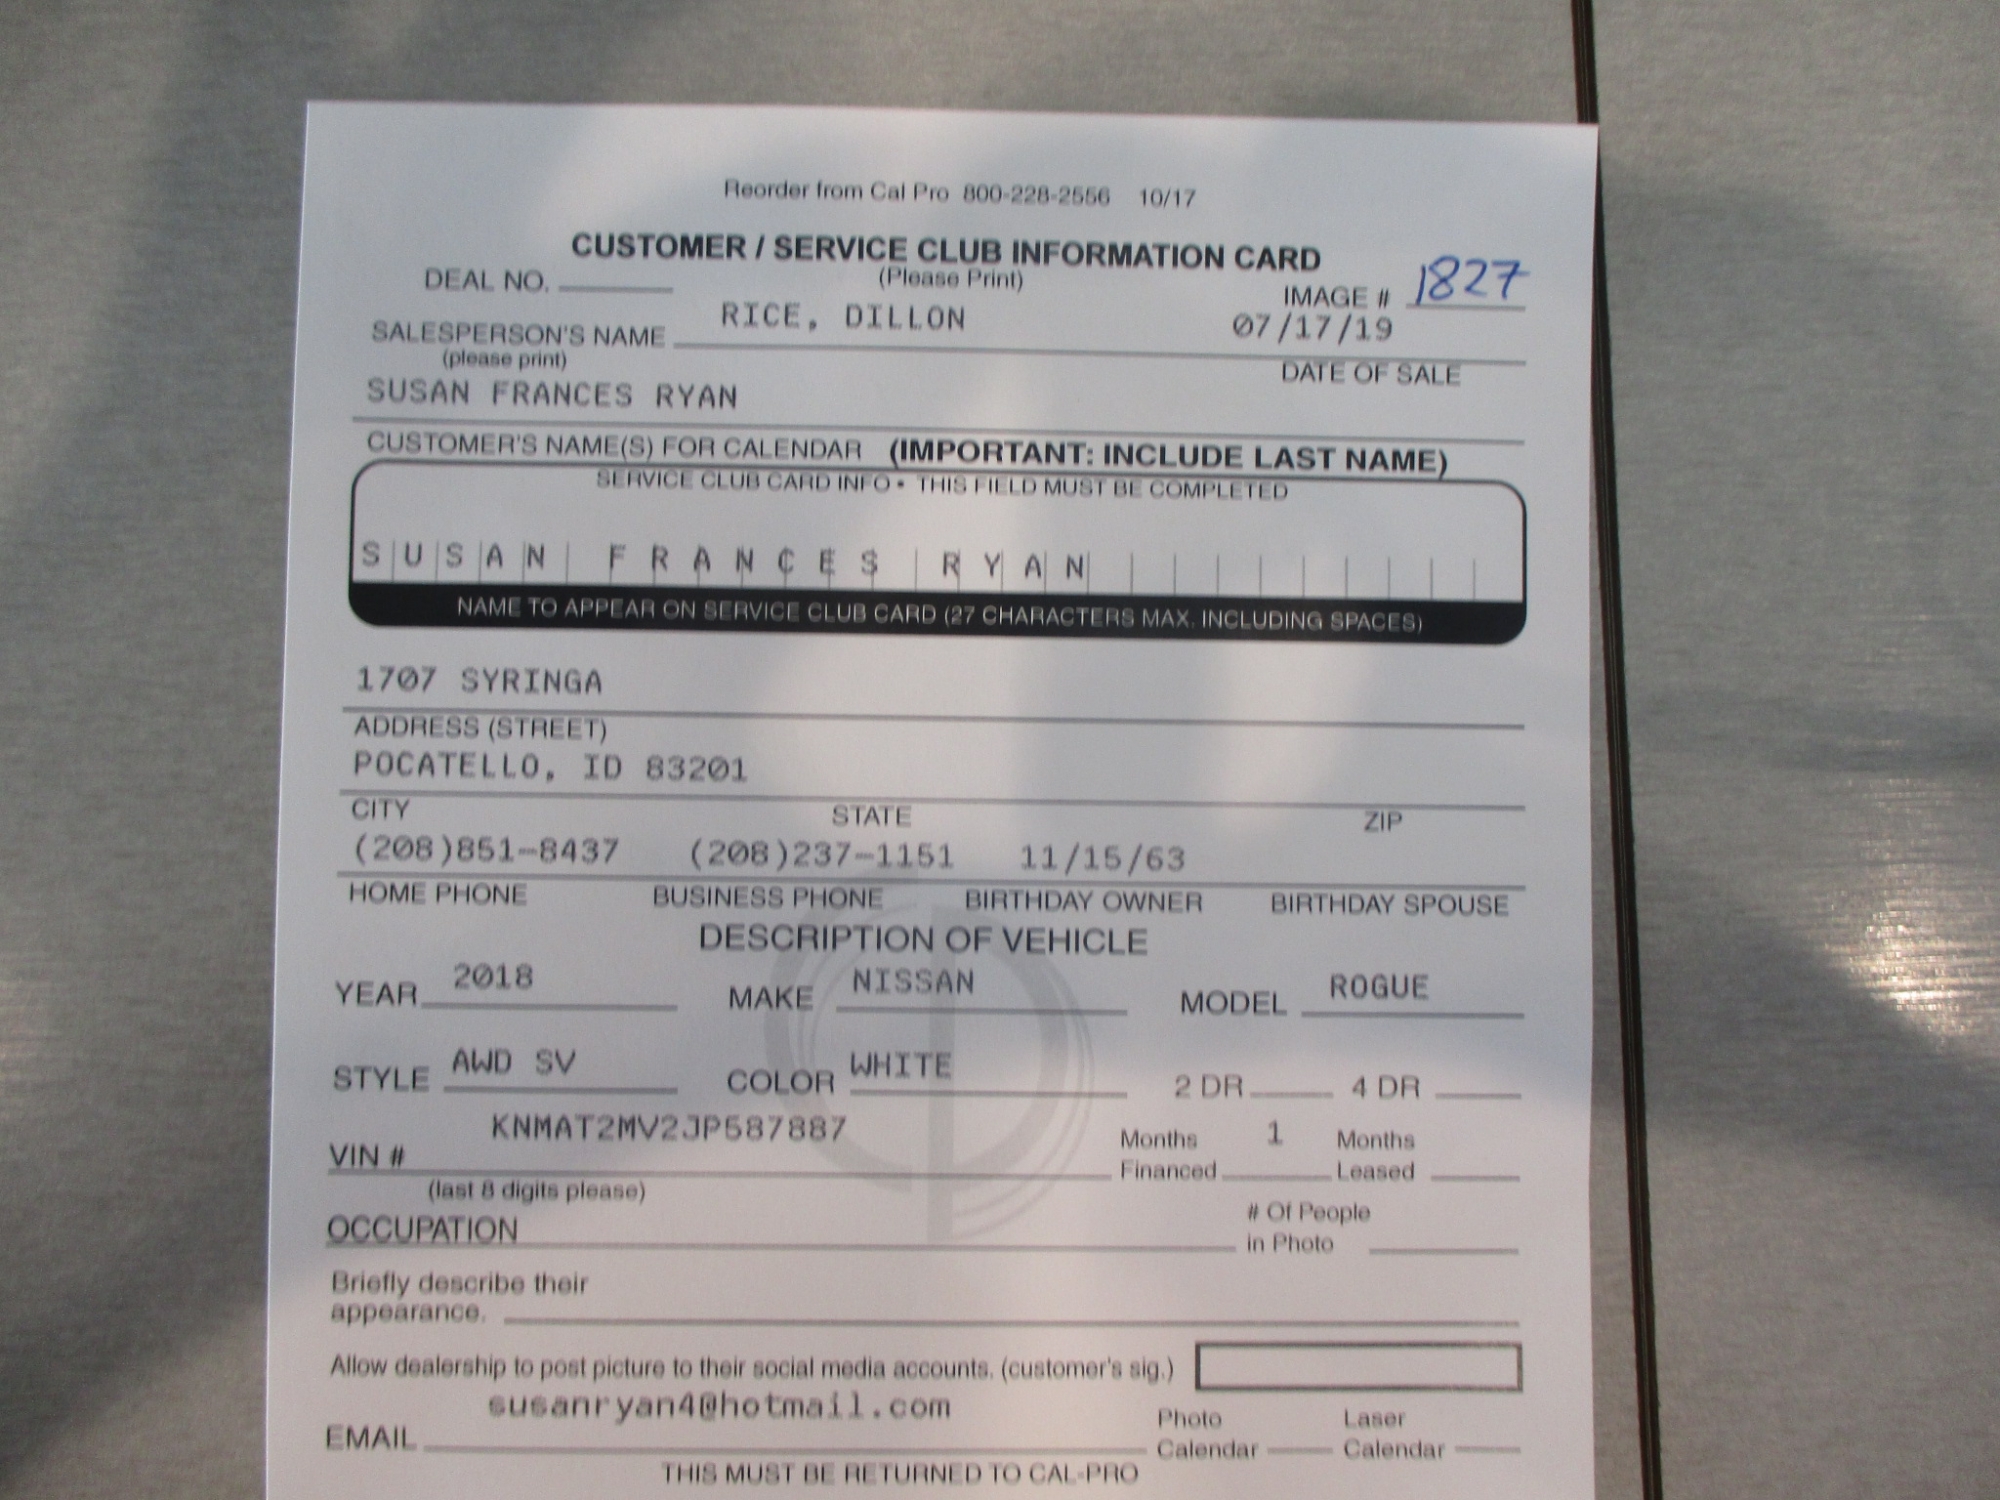 Reorder from Cal Pro 800-228-2556 10/17
CUSTOMER / SERVICE CLUB INFORMATION CARD
DEAL NO. (Please Print) IMAGE # 1827
SALESPERSON'S NAME RICE, DILLON 07/17/19
(please print) DATE OF SALE
SUSAN FRANCES RYAN
CUSTOMER'S NAME(S) FOR CALENDAR (IMPORTANT: INCLUDE LAST NAME)
SERVICE CLUB CARD INFO • THIS FIELD MUST BE COMPLETED
SUSAN FRANCES RYAN
NAME TO APPEAR ON SERVICE CLUB CARD (27 CHARACTERS MAX. INCLUDING SPACES)
1707 SYRINGA
ADDRESS (STREET)
POCATELLO, ID 83201
CITY STATE ZIP
(208)851-8437 (208)237-1151 11/15/63
HOME PHONE BUSINESS PHONE BIRTHDAY OWNER BIRTHDAY SPOUSE
DESCRIPTION OF VEHICLE
YEAR 2018 MAKE NISSAN MODEL ROGUE
STYLE AWD SV COLOR WHITE 2 DR 4 DR
VIN # KNMAT2MV2JP587887 Months Financed 1 Months Leased
(last 8 digits please)
OCCUPATION # Of People in Photo
Briefly describe their
appearance.
Allow dealership to post picture to their social media accounts. (customer's sig.)
EMAIL susanryan4@hotmail.com Photo Calendar Laser Calendar
THIS MUST BE RETURNED TO CAL-PRO